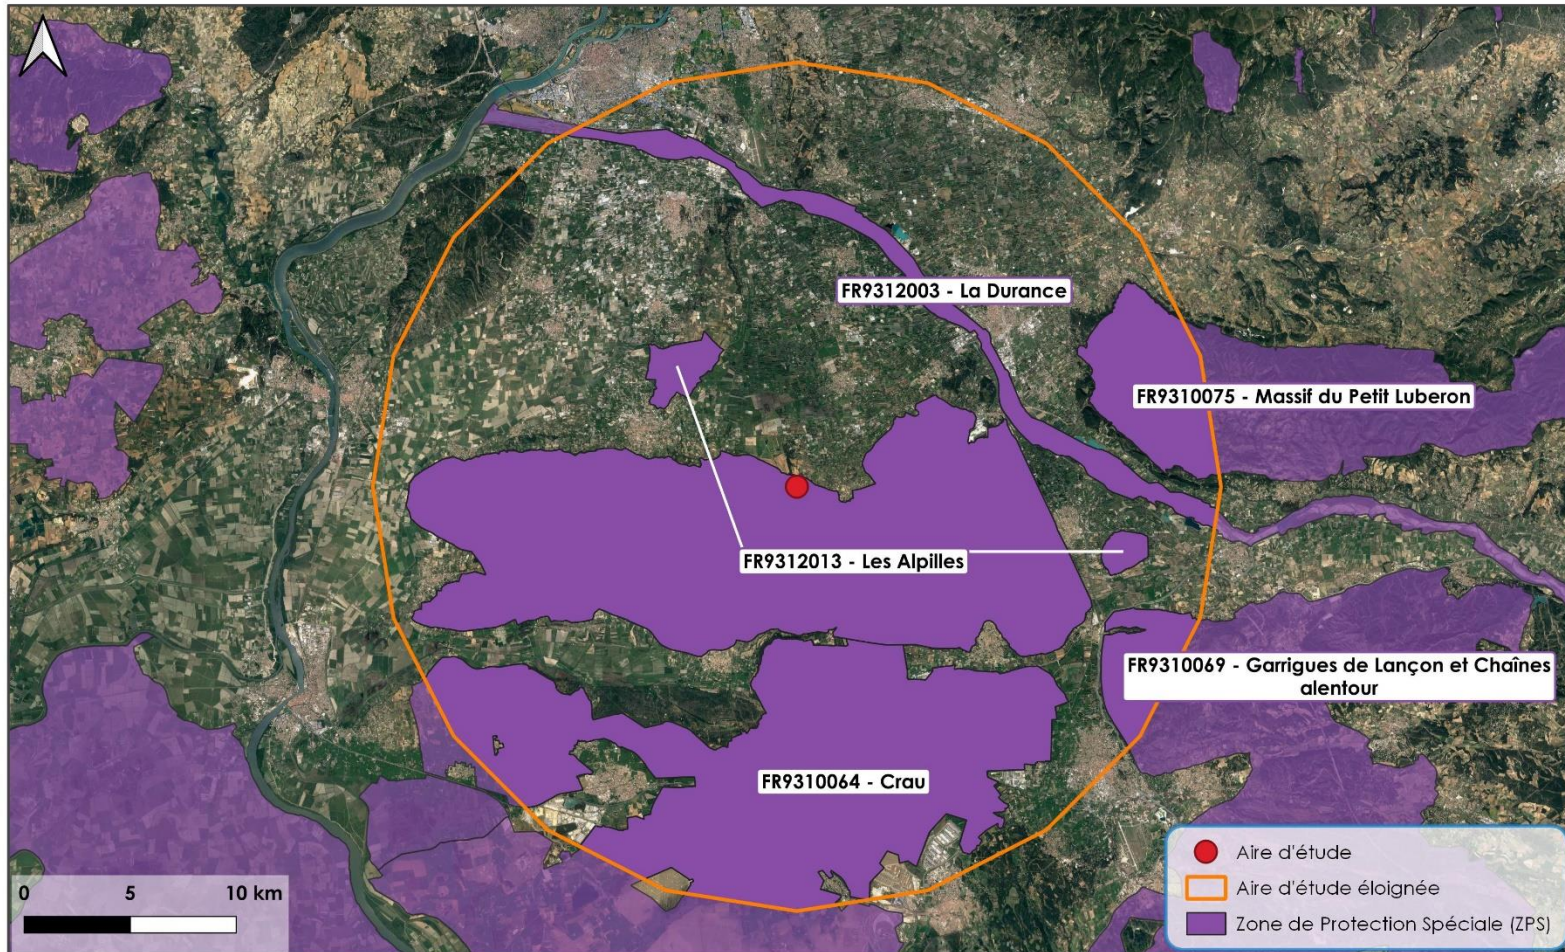 FR9312003 - La Durance
FR9310075 - Massif du Petit Luberon
FR9312013 - Les Alpilles
FR9310069 - Garrigues de Lançon et Chaînes
alentour
FR9310064 - Crau
0 5 10 km
Aire d'étude
Aire d'étude éloignée
Zone de Protection Spéciale (ZPS)